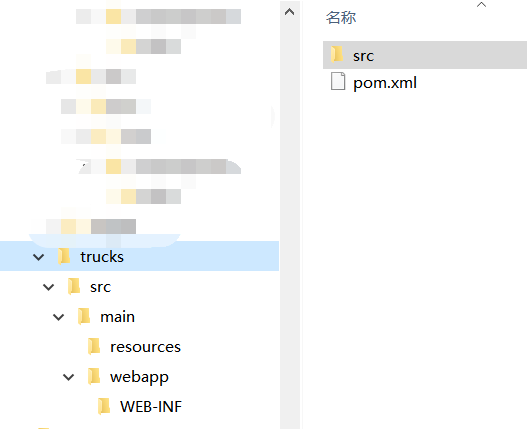 名称
src
pom.xml
trucks
src
main
resources
webapp
WEB-INF